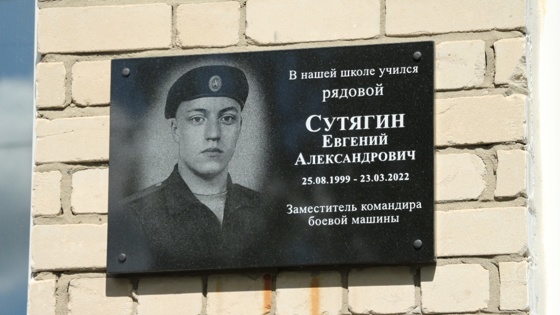 В нашей школе учился
рядовой
Сутягин
Евгений
Александрович
25.08.1999 - 23.03.2022
Заместитель командира
боевой машины